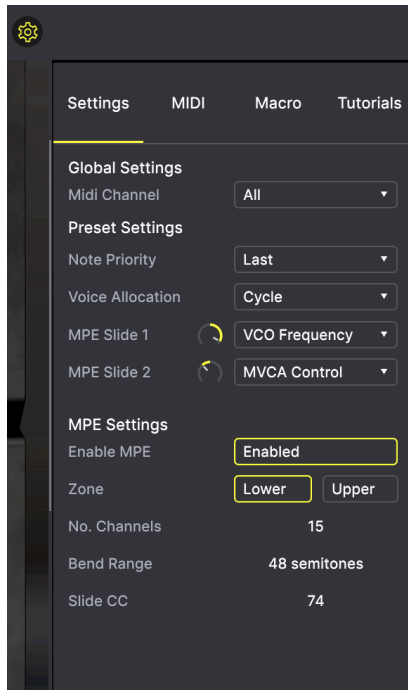 Settings MIDI Macro Tutorials
Global Settings
Midi Channel All
Preset Settings
Note Priority Last
Voice Allocation Cycle
MPE Slide 1 VCO Frequency
MPE Slide 2 MVCA Control
MPE Settings
Enable MPE Enabled
Zone Lower Upper
No. Channels 15
Bend Range 48 semitones
Slide CC 74